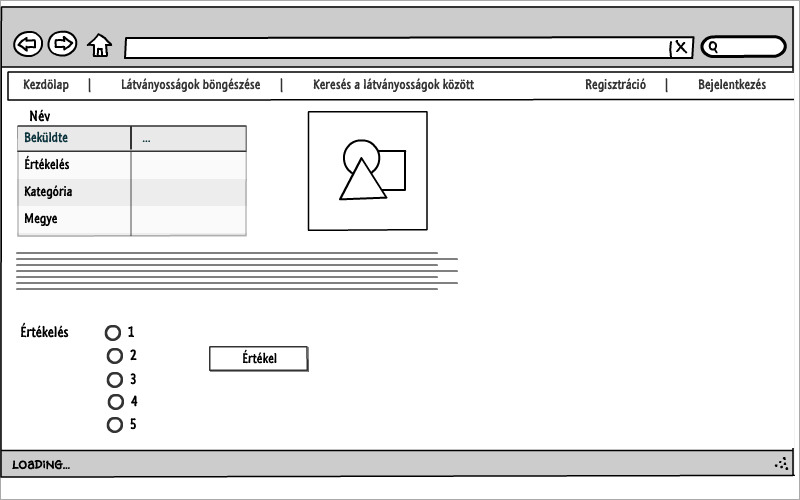 Kezdőlap | Látványosságok böngészése | Keresés a látványosságok között Regisztráció | Bejelentkezés
Név
Beküldte ...
Értékelés
Kategória
Megye
Értékelés 1
2
Értékel
3
4
5
LOADING...